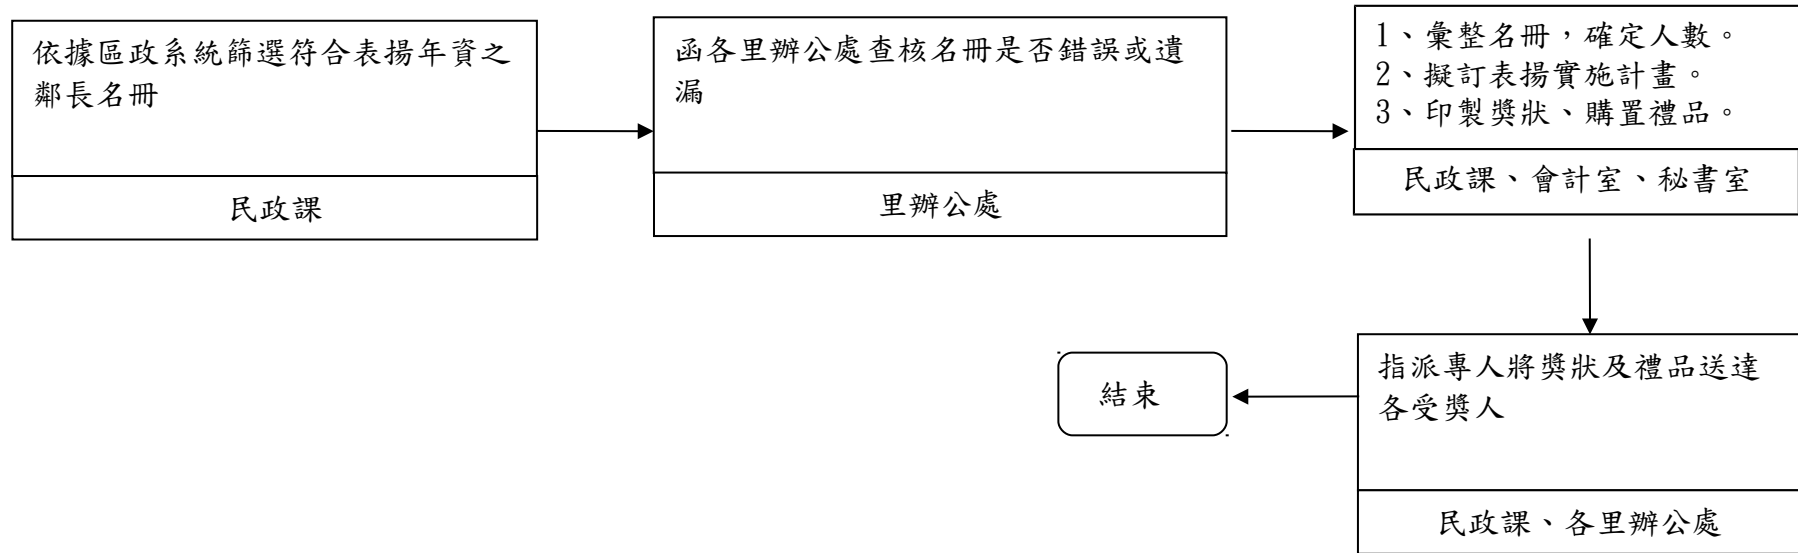 依據區政系統篩選符合表揚年資之
鄰長名冊
民政課
函各里辦公處查核名冊是否錯誤或遺
漏
里辦公處
1、彙整名冊，確定人數。
2、擬訂表揚實施計畫。
3、印製獎狀、購置禮品。
民政課、會計室、秘書室
指派專人將獎狀及禮品送達
各受獎人
民政課、各里辦公處
結束